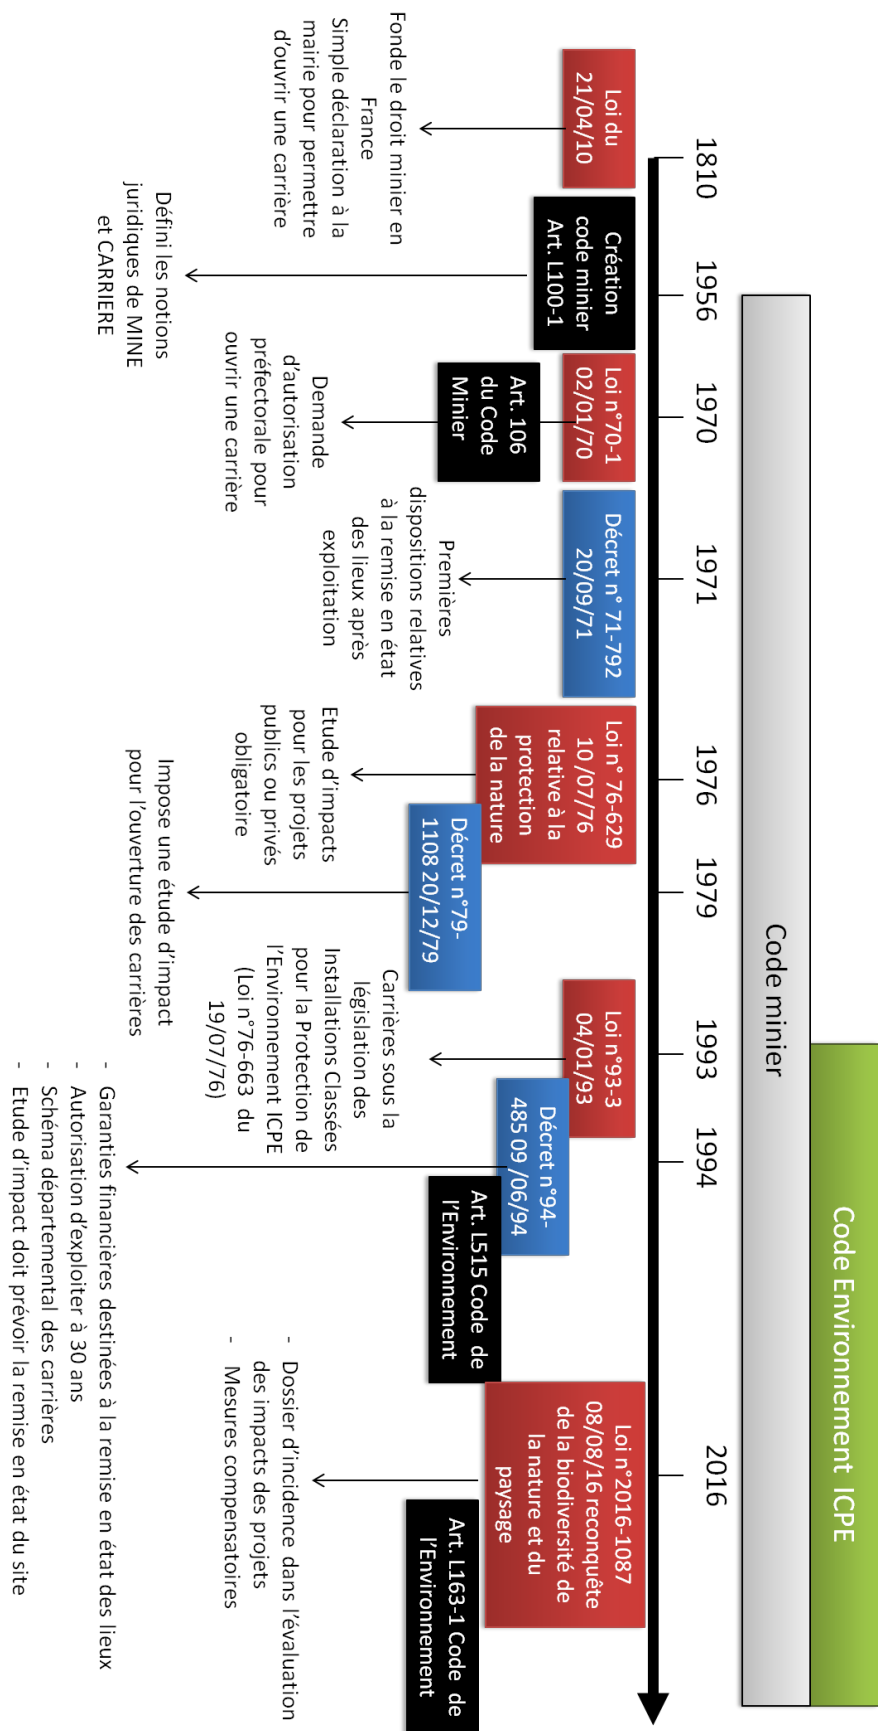 Code Environnement ICPE
Code minier
1810
1956
1970
1971
1976
1979
1993
1994
2016
Loi du
21/04/10
Fonde le droit minier en
France
Simple déclaration à la
mairie pour permettre
d'ouvrir une carrière
Création
code minier
Art. L100-1
Défini les notions
juridiques de MINE
et CARRIERE
Loi n°70-1
02/01/70
Art. 106
du Code
Minier
Demande
d'autorisation
préfectorale pour
ouvrir une carrière
Décret n° 71-792
20/09/71
Premières
dispositions relatives
à la remise en état
des lieux après
exploitation
Loi n° 76-629
10 /07/76
relative à la
protection
de la nature
Etude d'impacts
pour les projets
publics ou privés
obligatoire
Décret n°79-
1108 20/12/79
Impose une étude d'impact
pour l'ouverture des carrières
Loi n°93-3
04/01/93
Carrières sous la
législation des
Installations Classées
pour la Protection de
l'Environnement ICPE
(Loi n°76-663 du
19/07/76)
Décret n°94-
485 09 /06/94
Art. L515 Code de
l'Environnement
- Garanties financières destinées à la remise en état des lieux
- Autorisation d'exploiter à 30 ans
- Schéma départemental des carrières
- Etude d'impact doit prévoir la remise en état du site
Loi n°2016-1087
08/08/16 reconquête
de la biodiversité de
la nature et du
paysage
Art. L163-1 Code de
l'Environnement
- Dossier d'incidence dans l'évaluation
des impacts des projets
- Mesures compensatoires